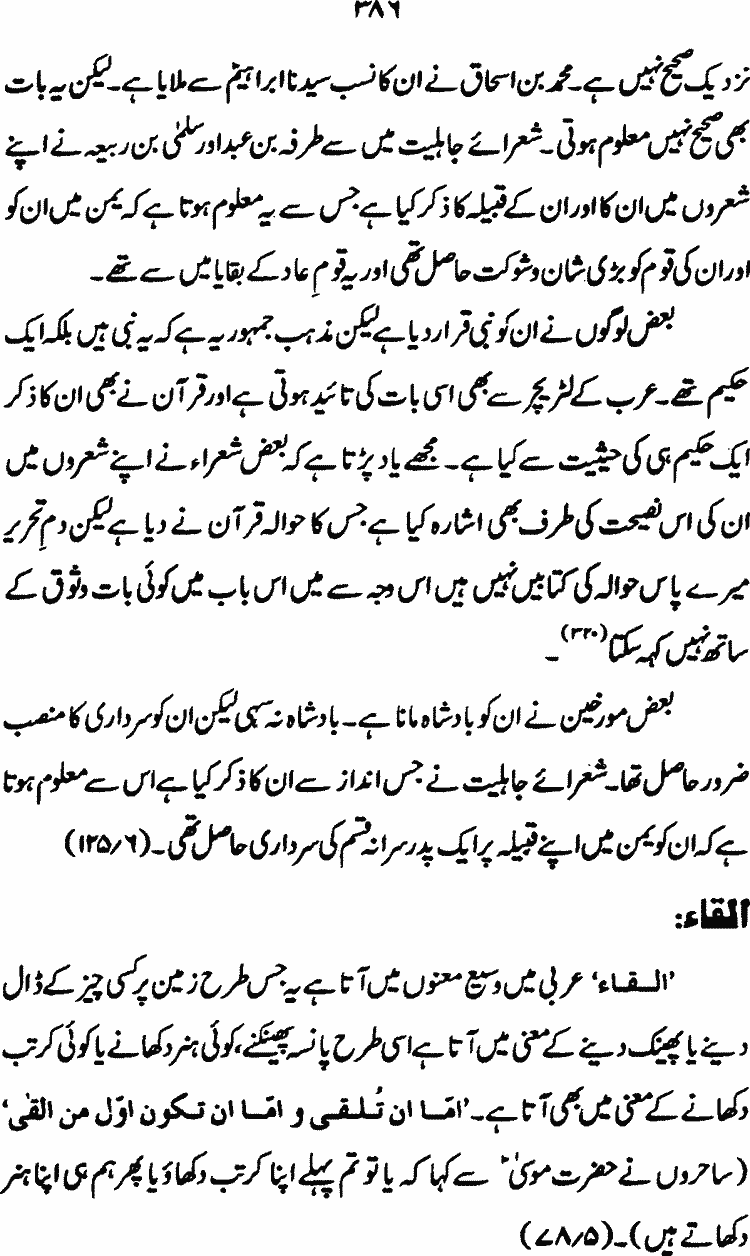 ۳۸۶
نزدیک صحیح نہیں ہے۔ محمد بن اسحاق نے ان کا نسب سیدنا ابراہیمؑ سے ملایا ہے۔ لیکن یہ بات
بھی صحیح نہیں معلوم ہوتی۔ شعرائے جاہلیت میں سے طرفہ بن عبد اور سلمٰی بن ربیعہ نے اپنے
شعروں میں ان کا اور ان کے قبیلہ کا ذکر کیا ہے جس سے یہ معلوم ہوتا ہے کہ یمن میں ان کو
اور ان کی قوم کو بڑی شان و شوکت حاصل تھی اور یہ قومِ عاد کے بقایا میں سے تھے۔
بعض لوگوں نے ان کو نبی قرار دیا ہے لیکن مذہب جمہور یہ ہے کہ یہ نبی ہیں بلکہ ایک
حکیم تھے۔ عرب کے لٹریچر سے بھی اسی بات کی تائید ہوتی ہے اور قرآن نے بھی ان کا ذکر
ایک حکیم ہی کی حیثیت سے کیا ہے۔ مجھے یاد پڑتا ہے کہ بعض شعراء نے اپنے شعروں میں
ان کی اس نصیحت کی طرف بھی اشارہ کیا ہے جس کا حوالہ قرآن نے دیا ہے لیکن دمِ تحریر
میرے پاس حوالہ کی کتابیں نہیں ہیں اس وجہ سے میں اس باب میں کوئی بات وثوق کے
ساتھ نہیں کہہ سکتا (۳۲۰)۔
بعض مورخین نے ان کو بادشاہ مانا ہے۔ بادشاہ نہ سہی لیکن ان کو سرداری کا منصب
ضرور حاصل تھا۔ شعرائے جاہلیت نے جس انداز سے ان کا ذکر کیا ہے اس سے معلوم ہوتا
ہے کہ ان کو یمن میں اپنے قبیلہ پر ایک پدرسرانہ قسم کی سرداری حاصل تھی۔ (۱۲۵/۶)
القاء:
’القاء‘ عربی میں وسیع معنوں میں آتا ہے یہ جس طرح زمین پر کسی چیز کے ڈال
دینے یا پھینک دینے کے معنی میں آتا ہے اسی طرح پانسہ پھینکنے، کوئی ہنر دکھانے یا کوئی کرتب
دکھانے کے معنی میں بھی آتا ہے۔ ’امّا ان تُلقی و امّا ان تکون اوّل من القٰی‘
(ساحروں نے حضرت موسیٰؑ سے کہا کہ یا تو تم پہلے اپنا کرتب دکھاؤ یا پھر ہم ہی اپنا ہنر
دکھاتے ہیں)۔ (۷۸/۵)